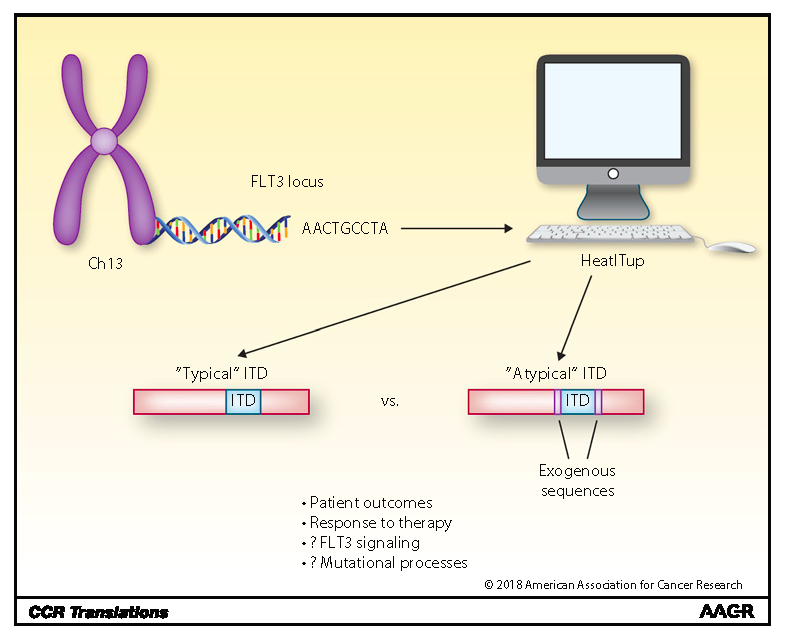 FLT3 locus
AACTGCCTA
Ch13
HeatITup
"Typical" ITD
"Atypical" ITD
ITD
vs.
ITD
Exogenous
sequences
• Patient outcomes
• Response to therapy
• ? FLT3 signaling
• ? Mutational processes
© 2018 American Association for Cancer Research
CCR Translations
AACR